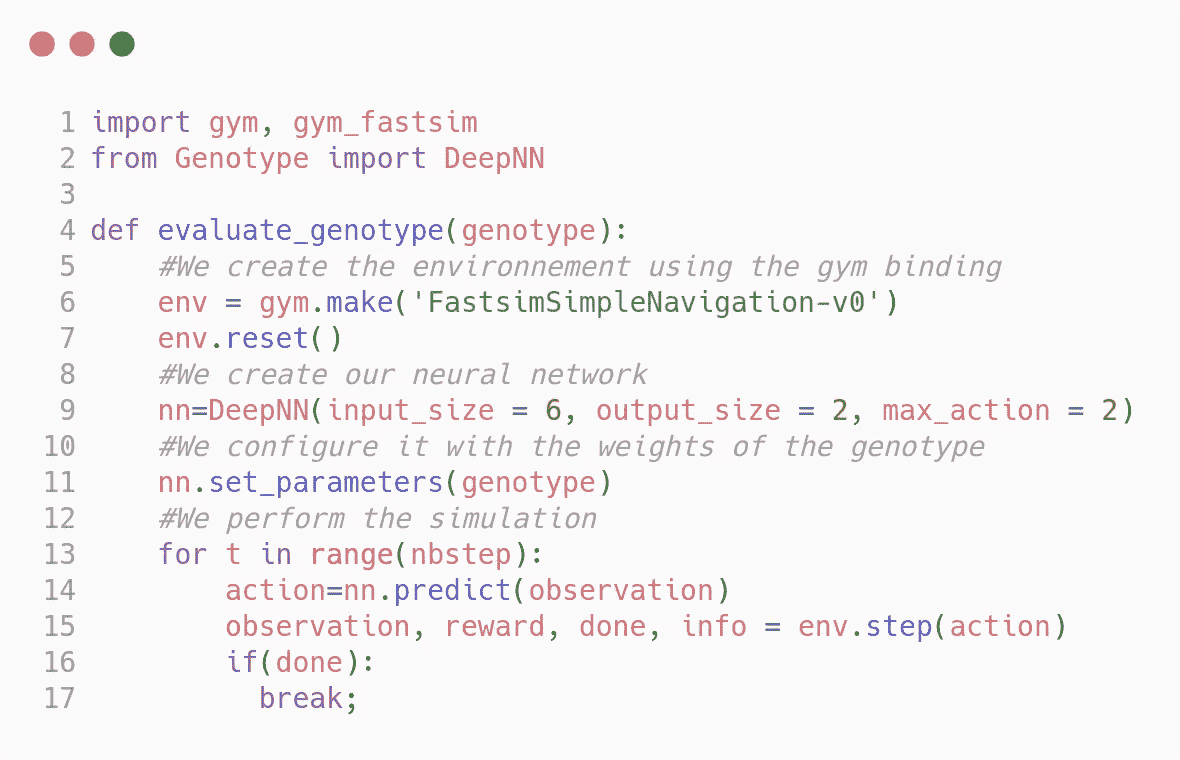 1 import gym, gym_fastsim
2 from Genotype import DeepNN
3
4 def evaluate_genotype(genotype):
5     #We create the environnement using the gym binding
6     env = gym.make('FastsimSimpleNavigation-v0')
7     env.reset()
8     #We create our neural network
9     nn=DeepNN(input_size = 6, output_size = 2, max_action = 2)
10     #We configure it with the weights of the genotype
11     nn.set_parameters(genotype)
12     #We perform the simulation
13     for t in range(nbstep):
14         action=nn.predict(observation)
15         observation, reward, done, info = env.step(action)
16         if(done):
17           break;